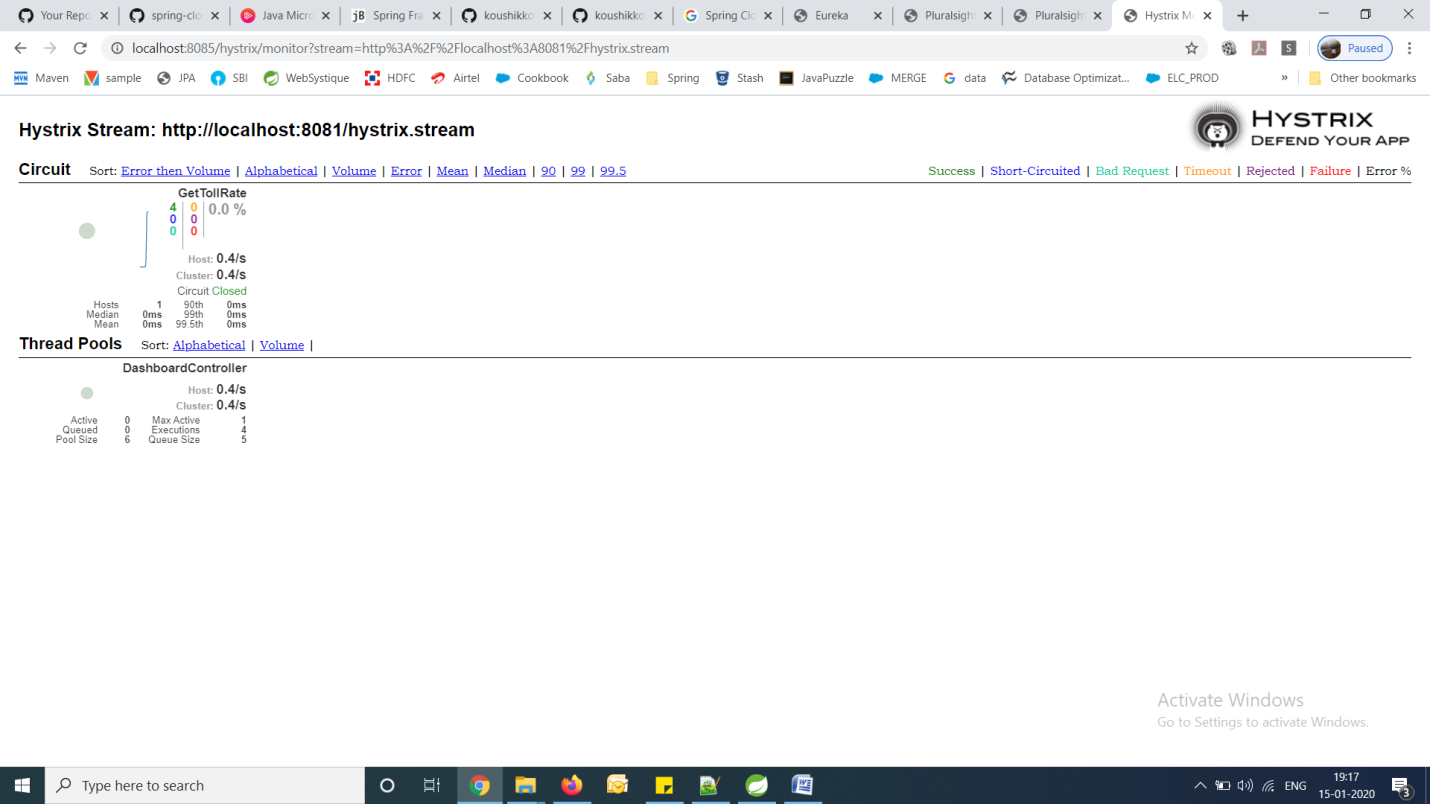 Your Repo
spring-clo
Java Micro
jB Spring Fra
koushikko
koushikko
Spring Clo
Eureka
Pluralsigh
Pluralsigh
Hystrix Mo
localhost:8085/hystrix/monitor?stream=http%3A%2F%2Flocalhost%3A8081%2Fhystrix.stream
S
Paused
Maven sample JPA SBI WebSystique HDFC Airtel Cookbook Saba Spring Stash JavaPuzzle MERGE data Database Optimizat... ELC_PROD » Other bookmarks
Hystrix Stream: http://localhost:8081/hystrix.stream
HYSTRIX
DEFEND YOUR APP
Circuit Sort: Error then Volume | Alphabetical | Volume | Error | Mean | Median | 90 | 99 | 99.5
Success | Short-Circuited | Bad Request | Timeout | Rejected | Failure | Error %
GetTollRate
4 0 0.0 %
0 0
0 0
Host: 0.4/s
Cluster: 0.4/s
Circuit Closed
Hosts 1 90th 0ms
Median 0ms 99th 0ms
Mean 0ms 99.5th 0ms
Thread Pools Sort: Alphabetical | Volume |
DashboardController
Host: 0.4/s
Cluster: 0.4/s
Active 0 Max Active 1
Queued 0 Executions 4
Pool Size 6 Queue Size 5
Activate Windows
Go to Settings to activate Windows.
Type here to search
ENG
19:17
15-01-2020
3